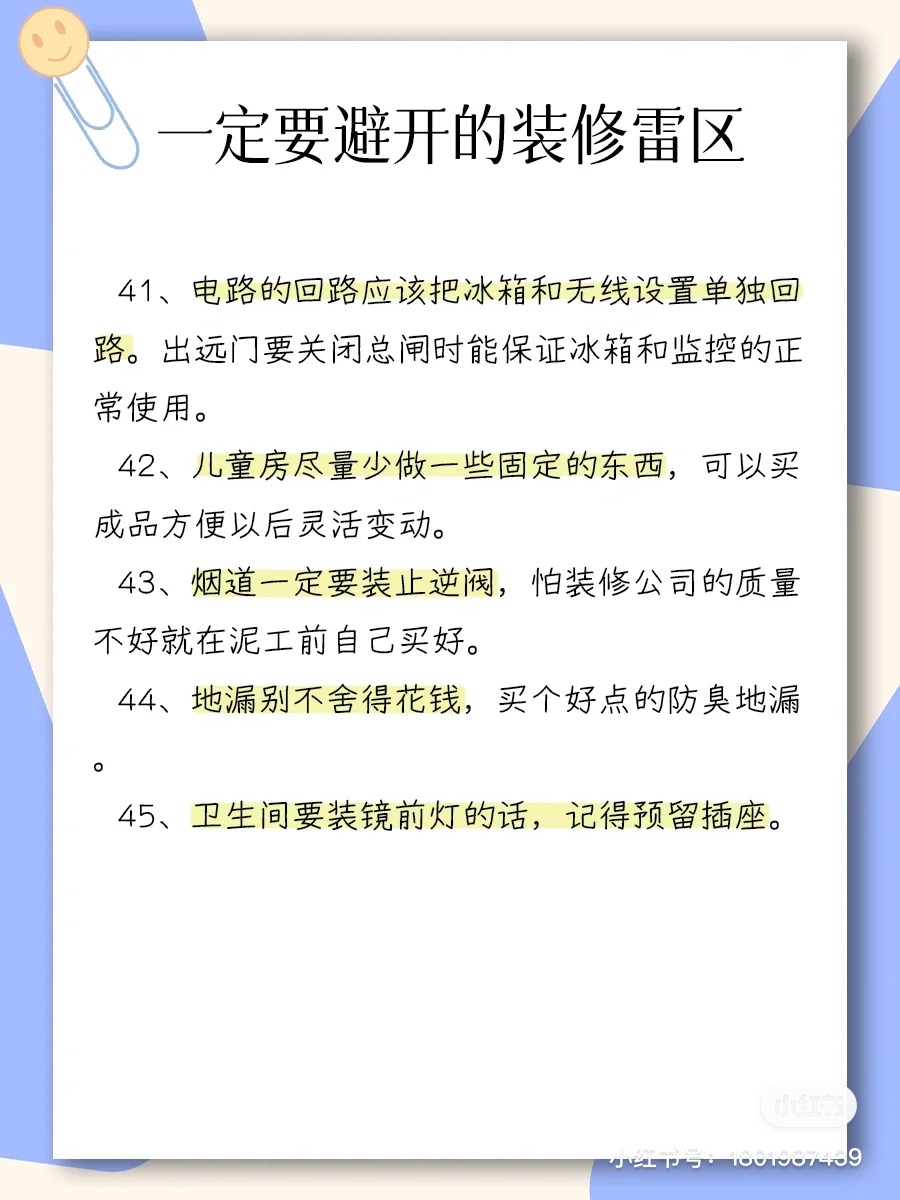 一定要避开的装修雷区
41、电路的回路应该把冰箱和无线设置单独回
路。出远门要关闭总闸时能保证冰箱和监控的正
常使用。
42、儿童房尽量少做一些固定的东西，可以买
成品方便以后灵活变动。
43、烟道一定要装止逆阀，怕装修公司的质量
不好就在泥工前自己买好。
44、地漏别不舍得花钱，买个好点的防臭地漏
。
45、卫生间要装镜前灯的话，记得预留插座。
小红书
小红书号：1801987439